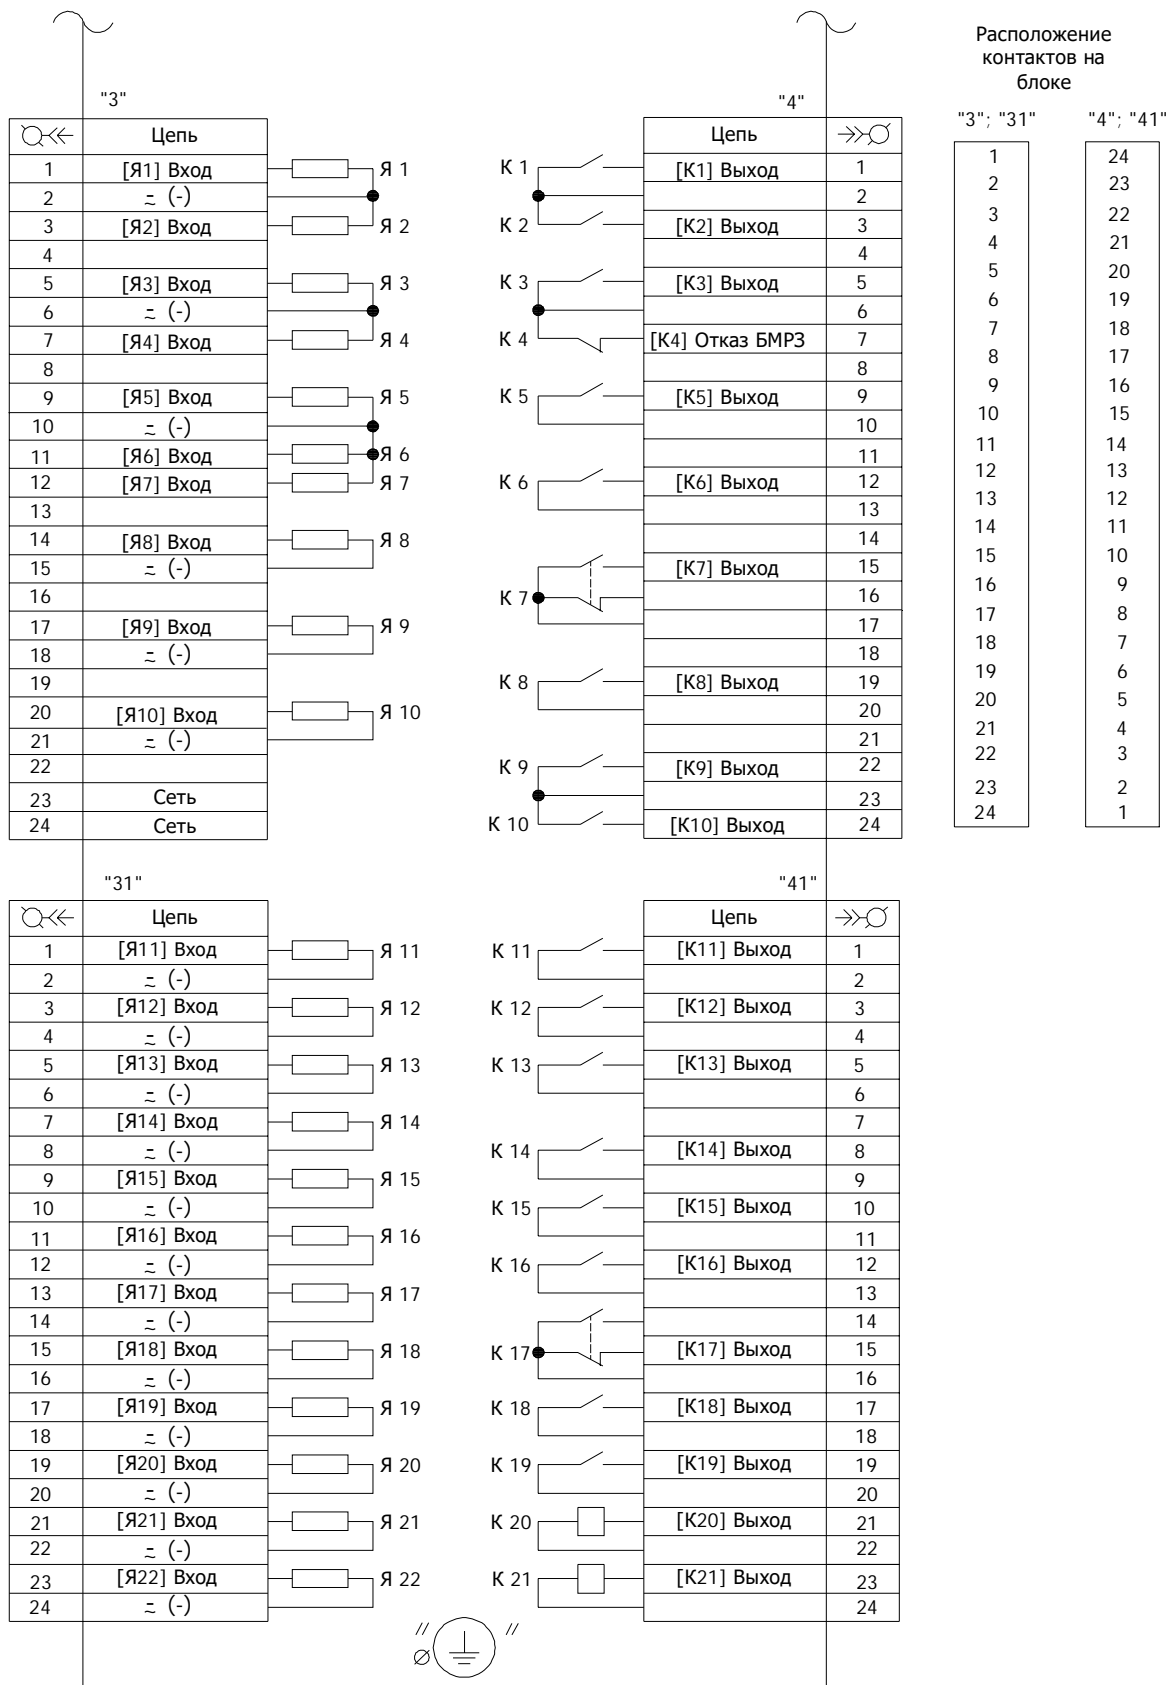 Расположение
контактов на
блоке
"3"
"4"
"3"; "31"
"4"; "41"
Цепь
1 [Я1] Вход Я 1
2 ~ (-)
3 [Я2] Вход Я 2
4
5 [Я3] Вход Я 3
6 ~ (-)
7 [Я4] Вход Я 4
8
9 [Я5] Вход Я 5
10 ~ (-)
11 [Я6] Вход Я 6
12 [Я7] Вход Я 7
13
14 [Я8] Вход Я 8
15 ~ (-)
16
17 [Я9] Вход Я 9
18 ~ (-)
19
20 [Я10] Вход Я 10
21 ~ (-)
22
23 Сеть
24 Сеть
Цепь
К 1 [К1] Выход 1
2
К 2 [К2] Выход 3
4
К 3 [К3] Выход 5
6
К 4 [К4] Отказ БМРЗ 7
8
К 5 [К5] Выход 9
10
11
К 6 [К6] Выход 12
13
14
[К7] Выход 15
К 7 16
17
18
К 8 [К8] Выход 19
20
21
К 9 [К9] Выход 22
23
К 10 [К10] Выход 24
1 24
2 23
3 22
4 21
5 20
6 19
7 18
8 17
9 16
10 15
11 14
12 13
13 12
14 11
15 10
16 9
17 8
18 7
19 6
20 5
21 4
22 3
23 2
24 1
"31"
"41"
Цепь
1 [Я11] Вход Я 11
2 ~ (-)
3 [Я12] Вход Я 12
4 ~ (-)
5 [Я13] Вход Я 13
6 ~ (-)
7 [Я14] Вход Я 14
8 ~ (-)
9 [Я15] Вход Я 15
10 ~ (-)
11 [Я16] Вход Я 16
12 ~ (-)
13 [Я17] Вход Я 17
14 ~ (-)
15 [Я18] Вход Я 18
16 ~ (-)
17 [Я19] Вход Я 19
18 ~ (-)
19 [Я20] Вход Я 20
20 ~ (-)
21 [Я21] Вход Я 21
22 ~ (-)
23 [Я22] Вход Я 22
24 ~ (-)
Цепь
К 11 [К11] Выход 1
2
К 12 [К12] Выход 3
4
К 13 [К13] Выход 5
6
7
К 14 [К14] Выход 8
9
К 15 [К15] Выход 10
11
К 16 [К16] Выход 12
13
14
К 17 [К17] Выход 15
16
К 18 [К18] Выход 17
18
К 19 [К19] Выход 19
20
К 20 [К20] Выход 21
22
К 21 [К21] Выход 23
24